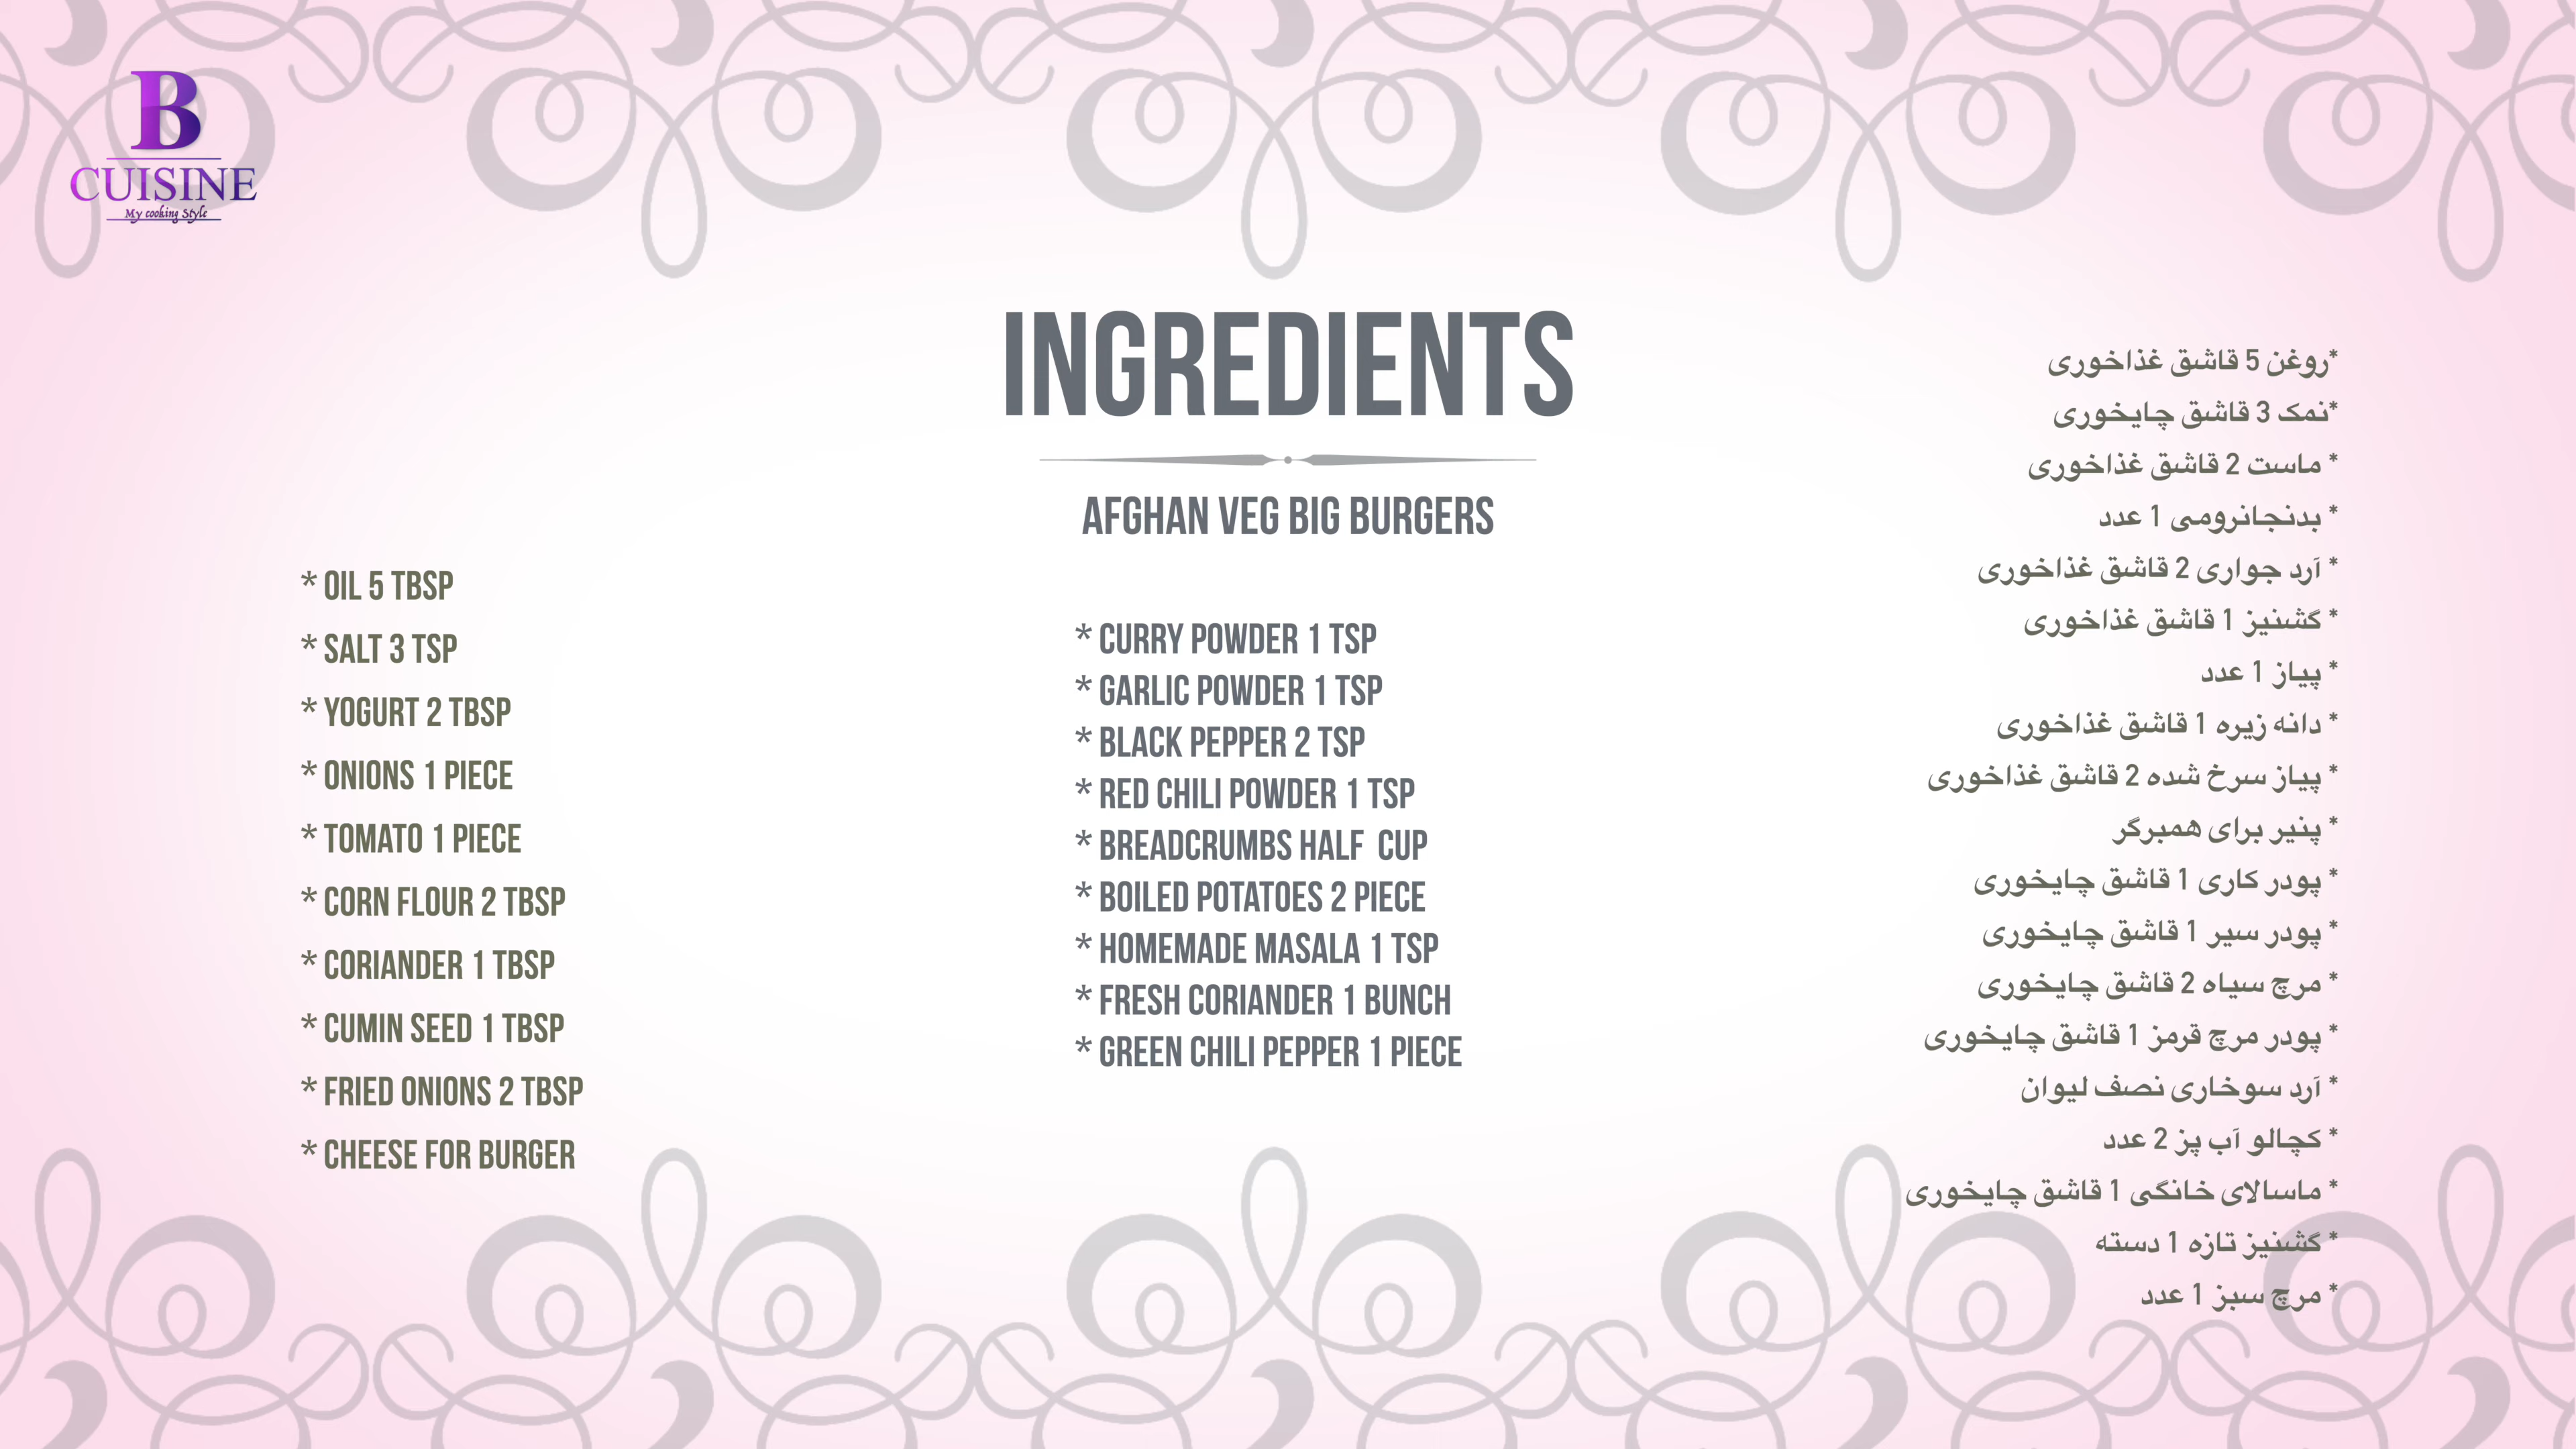 B
CUISINE
My cooking Style
INGREDIENTS
AFGHAN VEG BIG BURGERS
* OIL 5 TBSP
* SALT 3 TSP
* YOGURT 2 TBSP
* ONIONS 1 PIECE
* TOMATO 1 PIECE
* CORN FLOUR 2 TBSP
* CORIANDER 1 TBSP
* CUMIN SEED 1 TBSP
* FRIED ONIONS 2 TBSP
* CHEESE FOR BURGER
* CURRY POWDER 1 TSP
* GARLIC POWDER 1 TSP
* BLACK PEPPER 2 TSP
* RED CHILI POWDER 1 TSP
* BREADCRUMBS HALF CUP
* BOILED POTATOES 2 PIECE
* HOMEMADE MASALA 1 TSP
* FRESH CORIANDER 1 BUNCH
* GREEN CHILI PEPPER 1 PIECE
*روغن 5 قاشق غذاخوری
*نمک 3 قاشق چایخوری
* ماست 2 قاشق غذاخوری
* بدنجانرومی 1 عدد
* آرد جواری 2 قاشق غذاخوری
* گشنیز 1 قاشق غذاخوری
* پیاز 1 عدد
* دانه زیره 1 قاشق غذاخوری
* پیاز سرخ شده 2 قاشق غذاخوری
* پنیر برای همبرگر
* پودر کاری 1 قاشق چایخوری
* پودر سیر 1 قاشق چایخوری
* مرچ سیاه 2 قاشق چایخوری
* پودر مرچ قرمز 1 قاشق چایخوری
* آرد سوخاری نصف لیوان
* کچالو آب پز 2 عدد
* ماسالای خانگی 1 قاشق چایخوری
* گشنیز تازه 1 دسته
* مرچ سبز 1 عدد